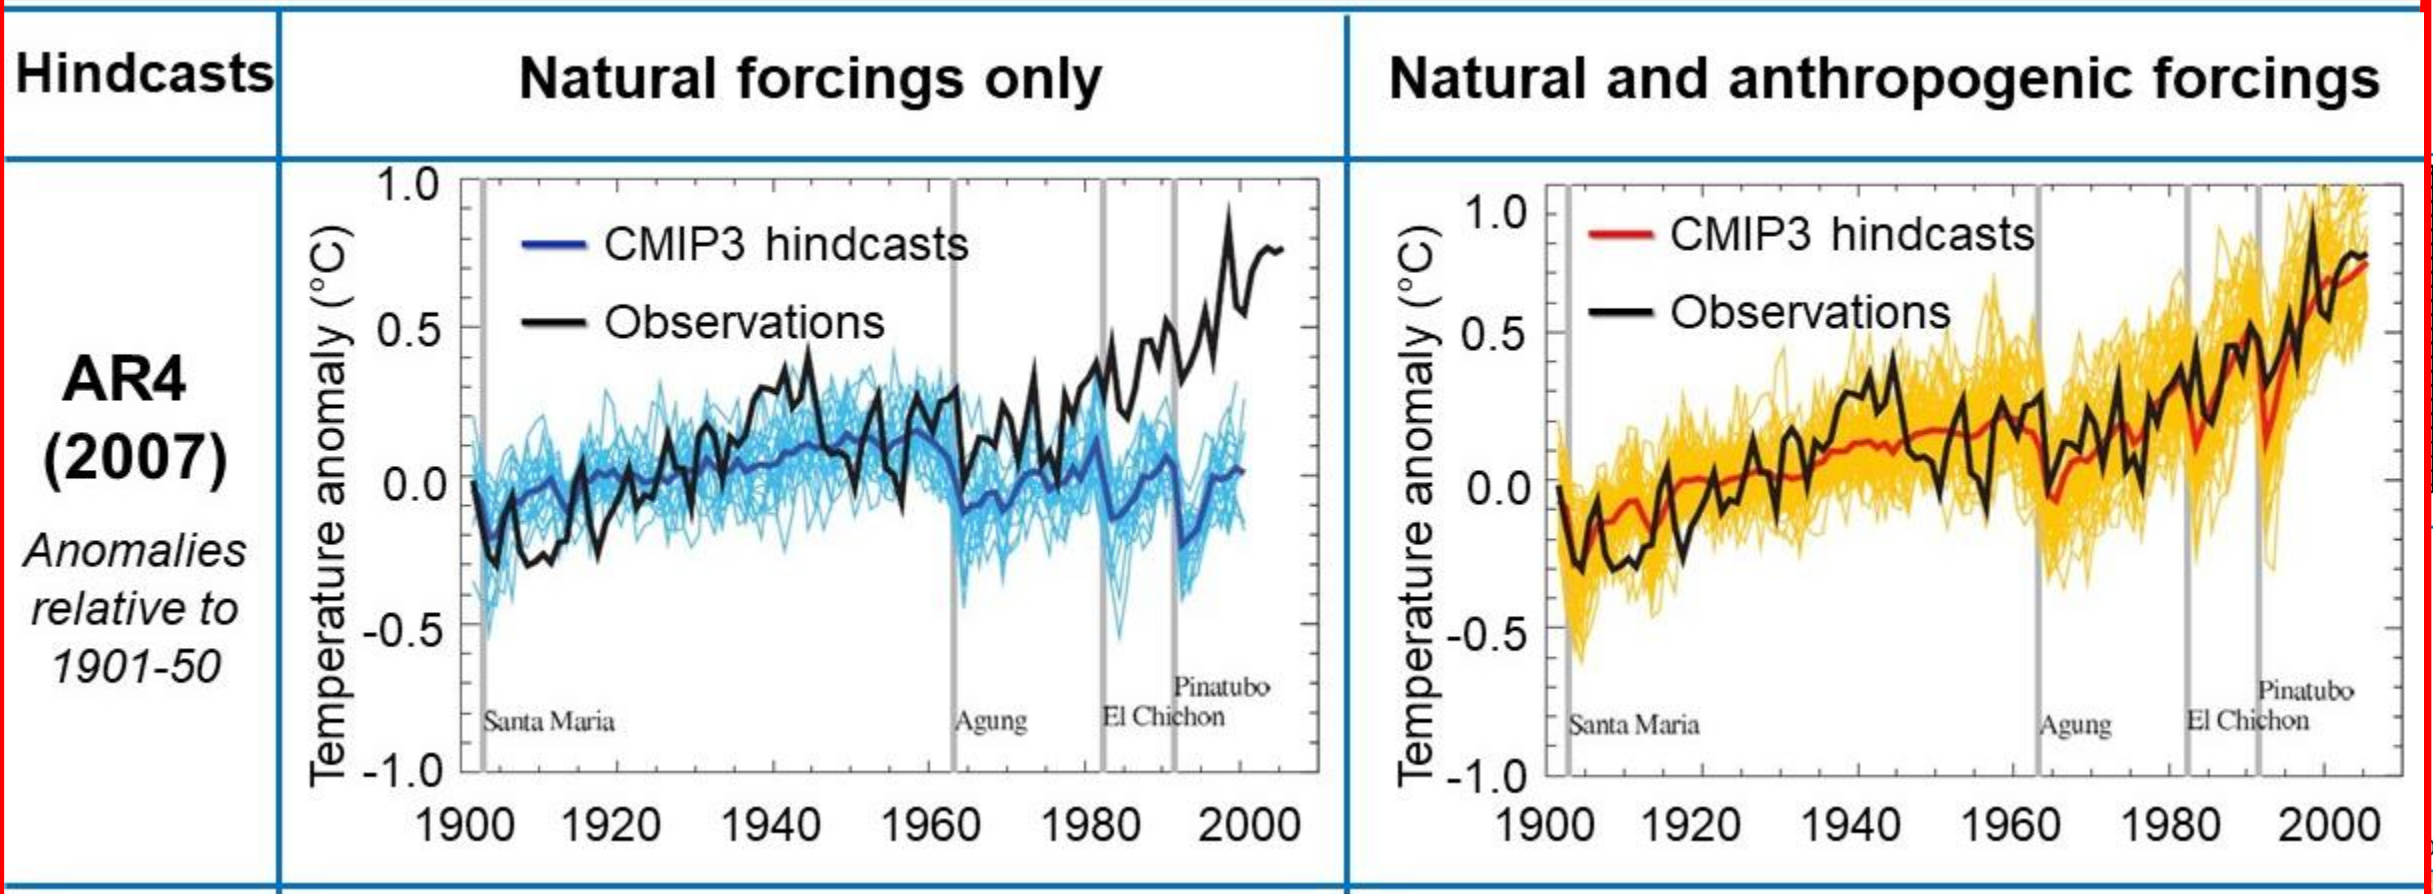 Hindcasts
Natural forcings only
Natural and anthropogenic forcings
AR4
(2007)
Anomalies
relative to
1901-50
Temperature anomaly (°C)
1.0
0.5
0.0
-0.5
-1.0
CMIP3 hindcasts
Observations
Santa Maria
Agung
El Chichon
Pinatubo
1900 1920 1940 1960 1980 2000
Temperature anomaly (°C)
1.0
0.5
0.0
-0.5
-1.0
CMIP3 hindcasts
Observations
Santa Maria
Agung
El Chichon
Pinatubo
1900 1920 1940 1960 1980 2000